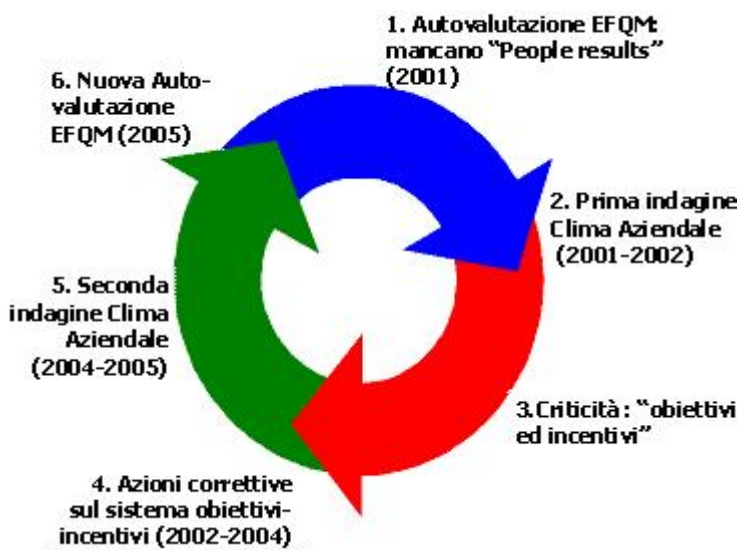 1. Autovalutazione EFQM:
mancano “People results”
(2001)
2. Prima indagine
Clima Aziendale
(2001-2002)
3.Criticità : “obiettivi
ed incentivi”
4. Azioni correttive
sul sistema obiettivi-
incentivi (2002-2004)
5. Seconda
indagine Clima
Aziendale
(2004-2005)
6. Nuova Auto-
valutazione
EFQM (2005)